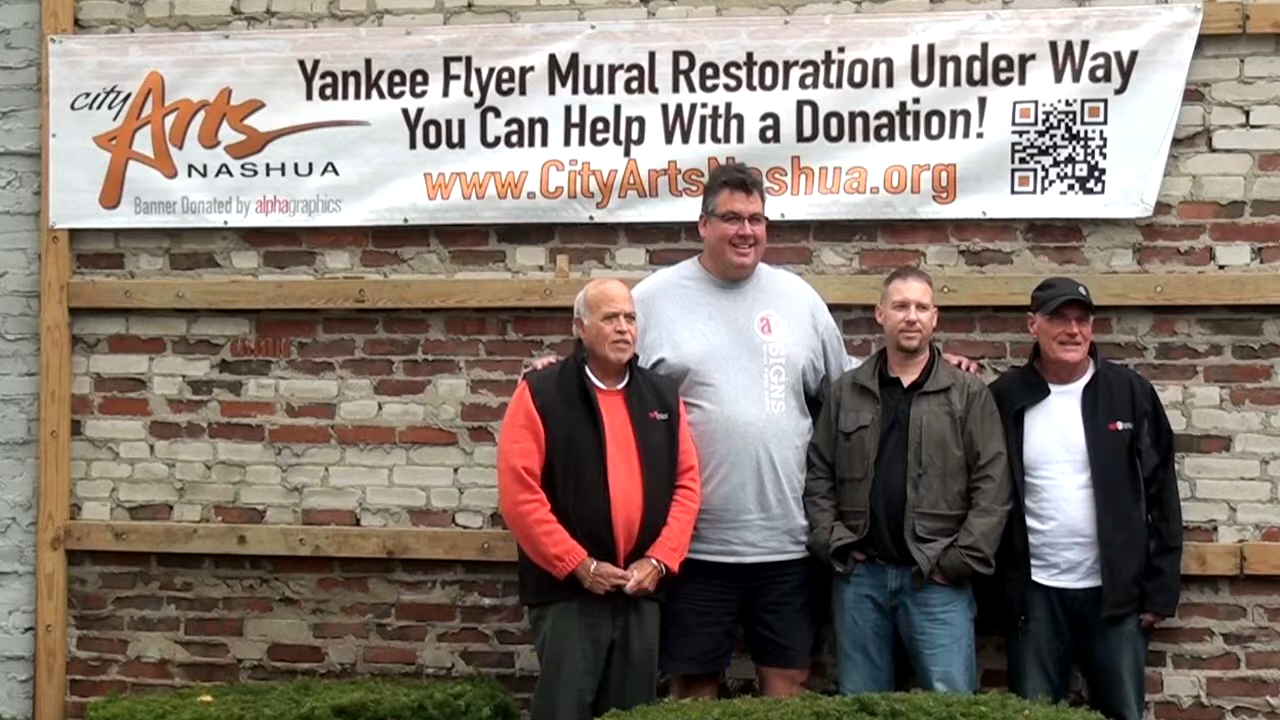 city Arts
NASHUA
Banner Donated by alphagraphics
Yankee Flyer Mural Restoration Under Way
You Can Help With a Donation!
www.CityArtsNashua.org
a
SIGNS